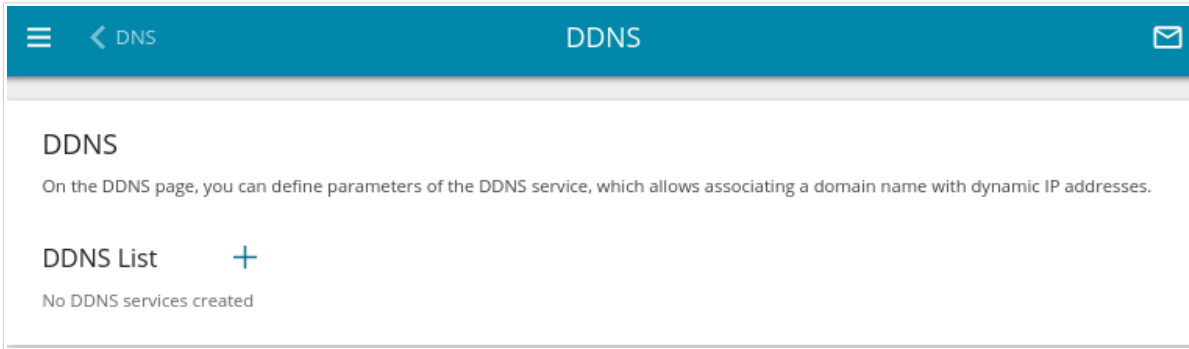 DNS
DDNS
DDNS
On the DDNS page, you can define parameters of the DDNS service, which allows associating a domain name with dynamic IP addresses.
DDNS List
No DDNS services created